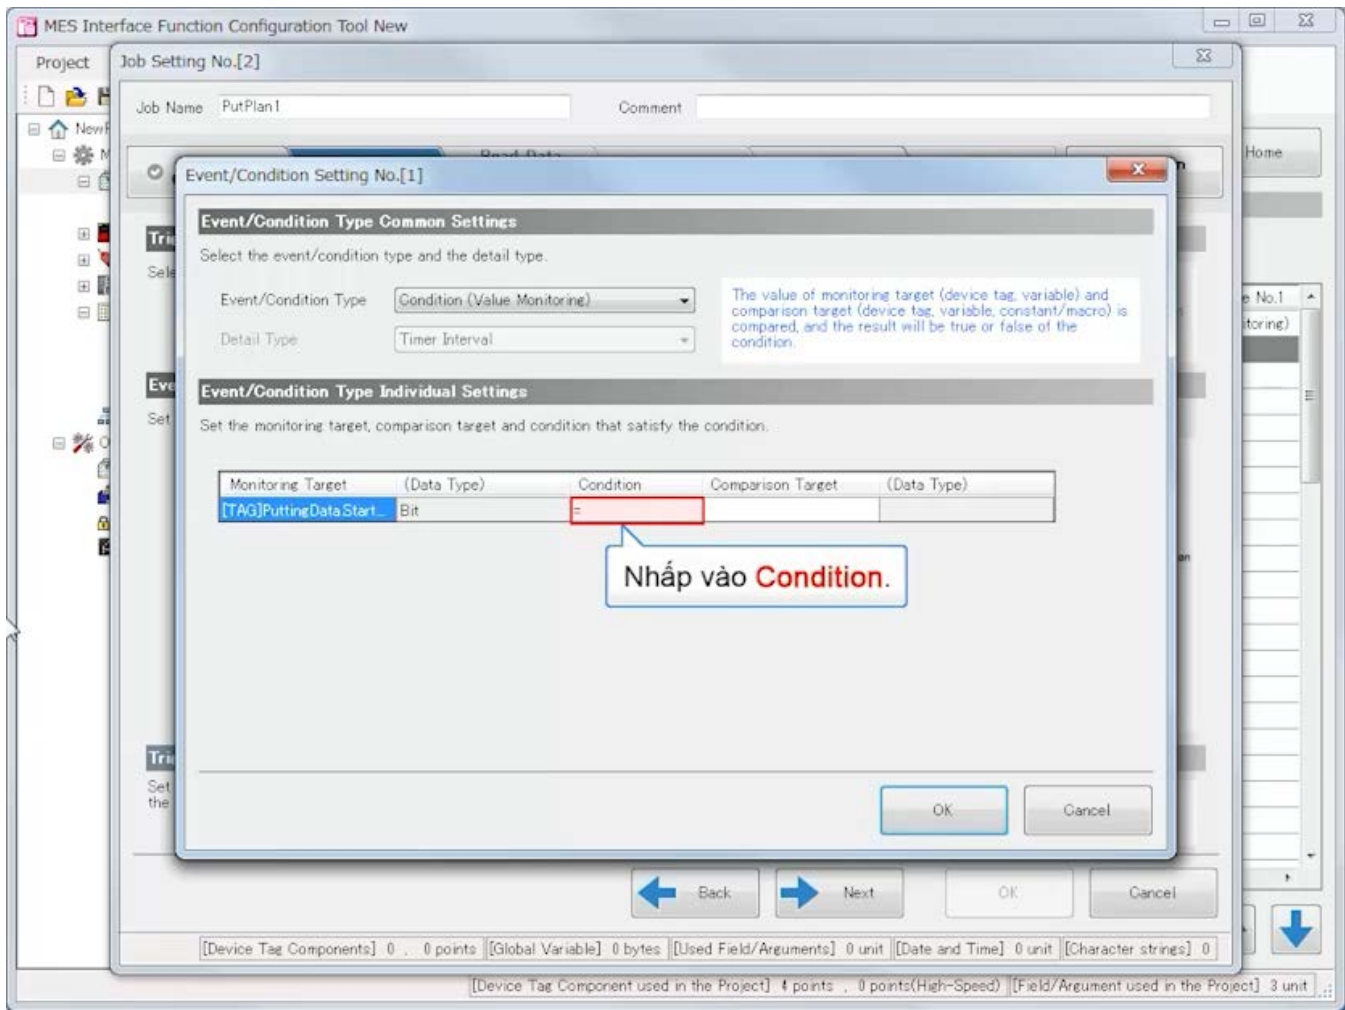 MES Interface Function Configuration Tool New
Project
Job Setting No.[2]
Job Name PutPlan1 Comment
Home
Event/Condition Setting No.[1]
Event/Condition Type Common Settings
Select the event/condition type and the detail type.
Event/Condition Type Condition (Value Monitoring)
The value of monitoring target (device tag, variable) and
comparison target (device tag, variable, constant/macro) is
compared, and the result will be true or false of the
condition.
Detail Type Timer Interval
Event/Condition Type Individual Settings
Set the monitoring target, comparison target and condition that satisfy the condition.
Monitoring Target (Data Type) Condition Comparison Target (Data Type)
[TAG]PuttingDataStart... Bit =
Nhấp vào Condition.
Set
Set
the
OK Cancel
Back Next OK Cancel
[Device Tag Components] 0 , 0 points [Global Variable] 0 bytes [Used Field/Arguments] 0 unit [Date and Time] 0 unit [Character strings] 0
[Device Tag Component used in the Project] 4 points , 0 points(High-Speed) [Field/Argument used in the Project] 3 unit